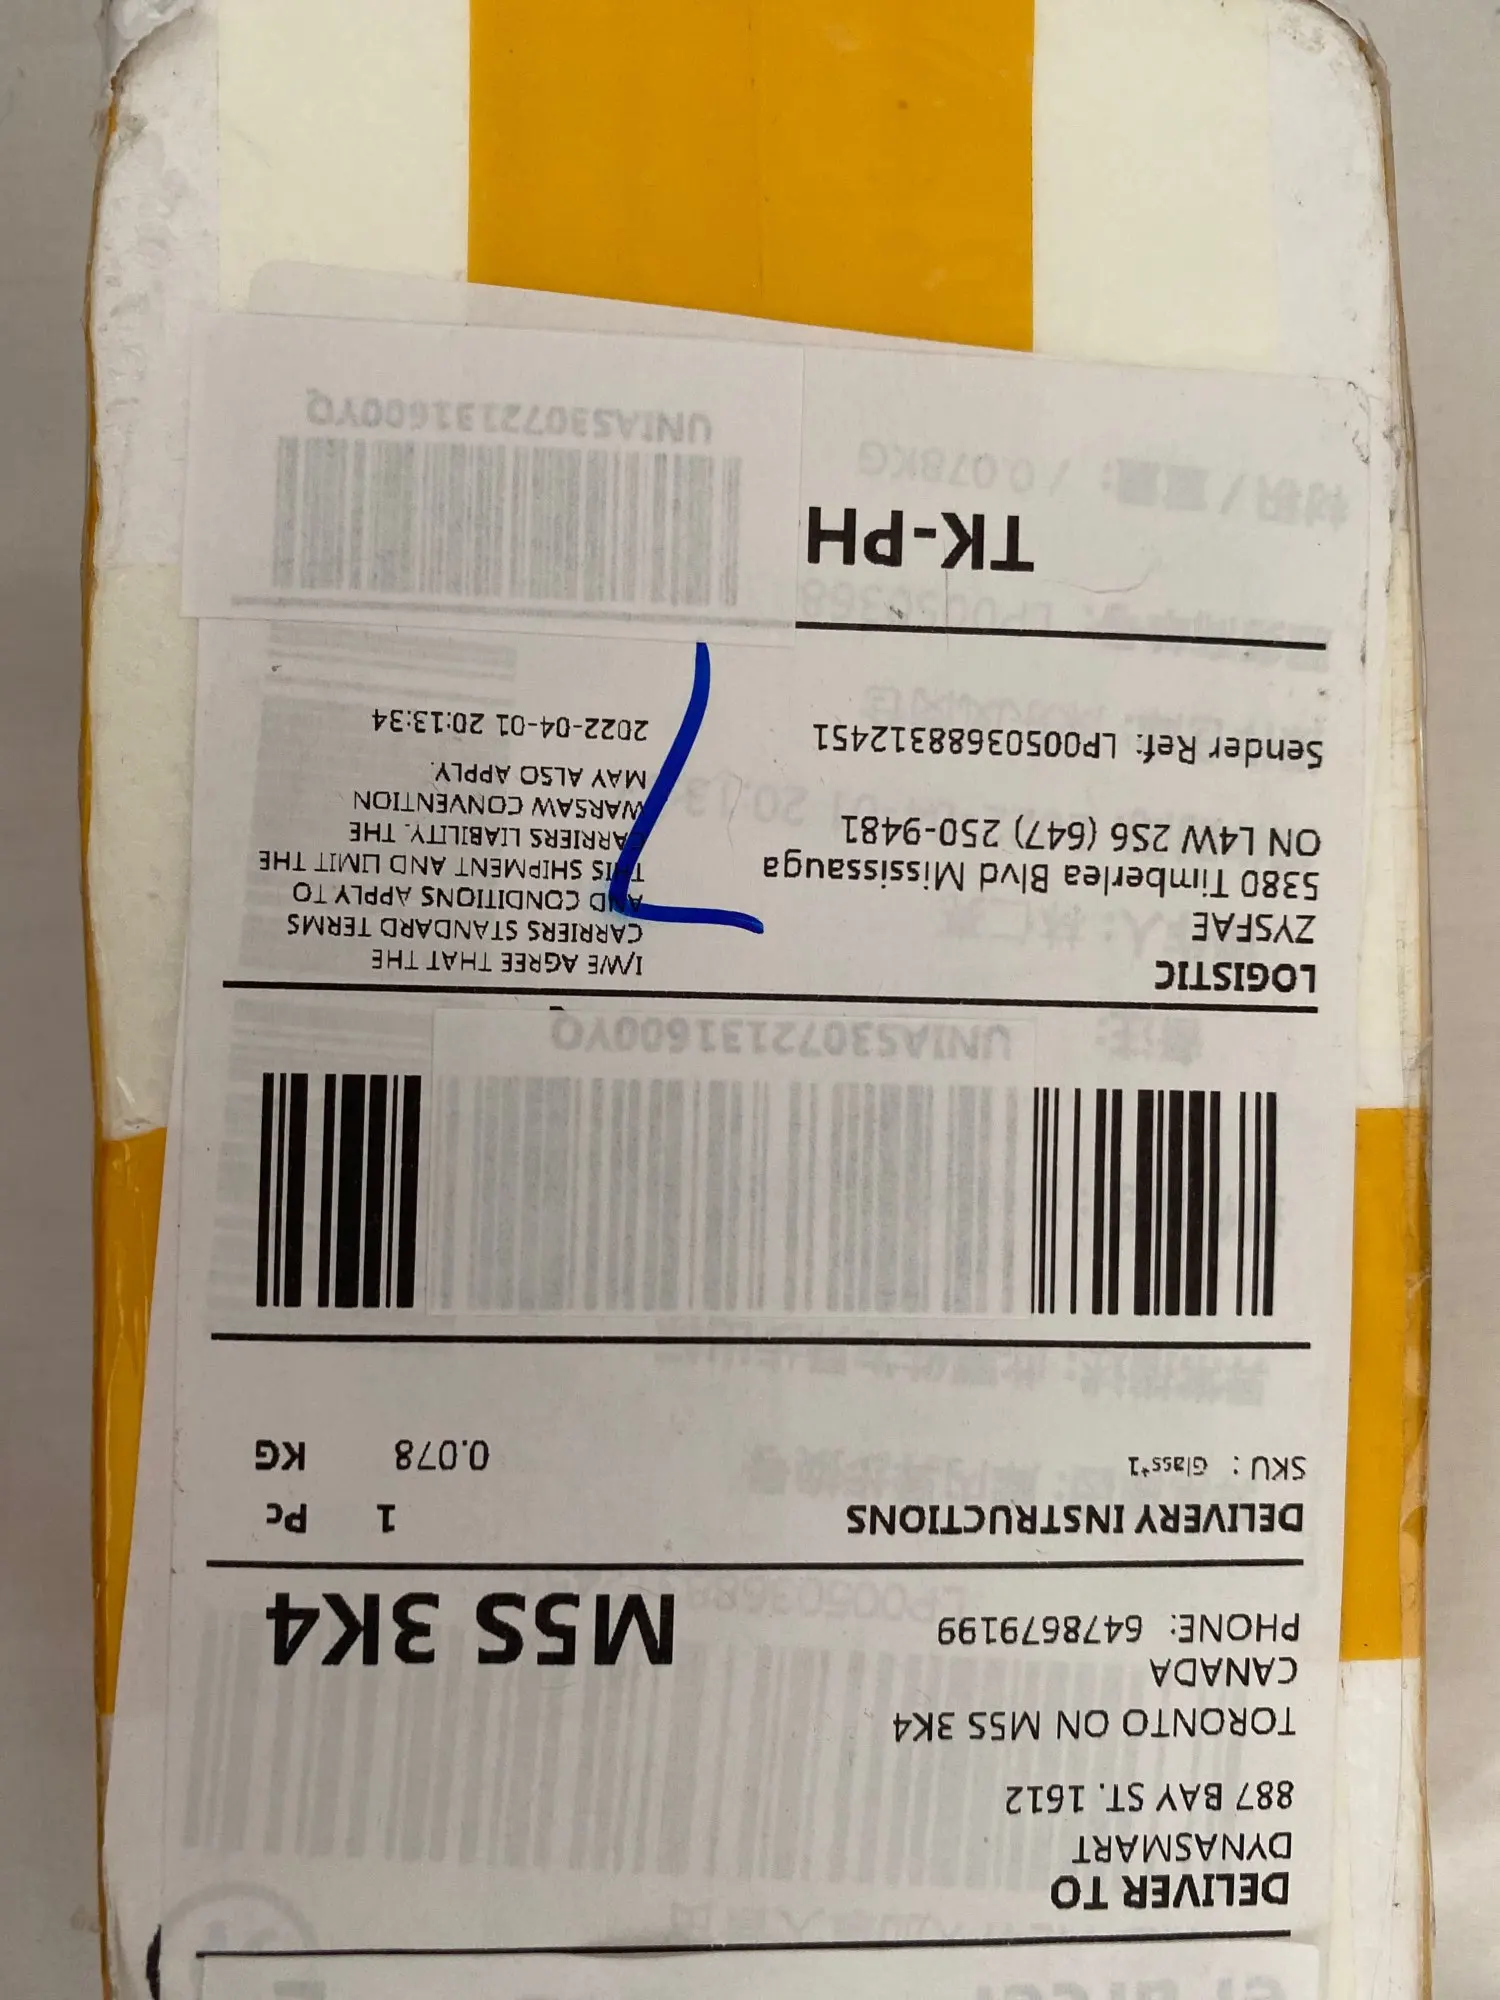 DELIVER TO
DYNASMART
887 BAY ST. 1612
TORONTO ON M5S 3K4
CANADA
PHONE: 6478679199
M5S 3K4
DELIVERY INSTRUCTIONS
SKU: Glass*1
1 Pc
0.078 KG
UNIAS3072131600YQ
LOGISTIC
ZYSFAE
5380 Timberlea Blvd Mississauga
ON L4W 2S6 (647) 250-9481
Sender Ref: LP00503688312451
I/WE AGREE THAT THE
CARRIERS STANDARD TERMS
AND CONDITIONS APPLY TO
THIS SHIPMENT AND LIMIT THE
CARRIERS LIABILITY. THE
WARSAW CONVENTION
MAY ALSO APPLY.
2022-04-01 20:13:34
7
TK-PH
UNIAS3072131600YQ